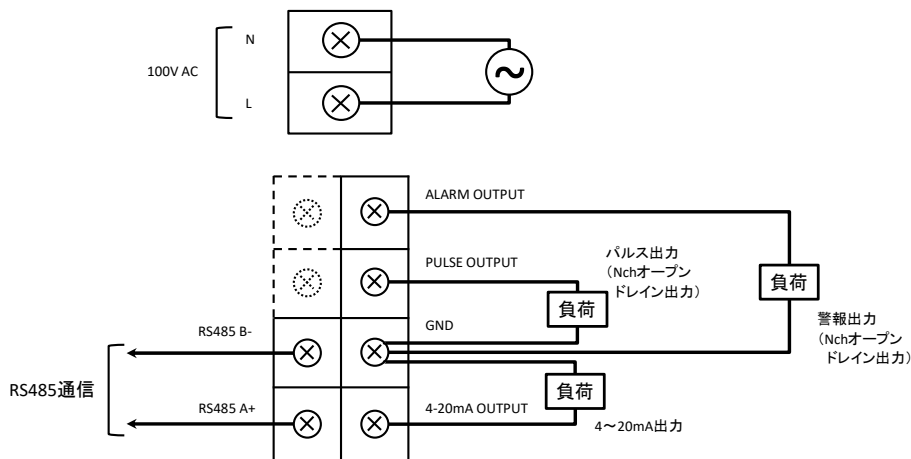 N
100V AC
L
ALARM OUTPUT
PULSE OUTPUT
パルス出力
（Nchオープン
ドレイン出力）
負荷
負荷
GND
警報出力
（Nchオープン
ドレイン出力）
RS485 B-
RS485通信
負荷
RS485 A+
4-20mA OUTPUT
4～20mA出力